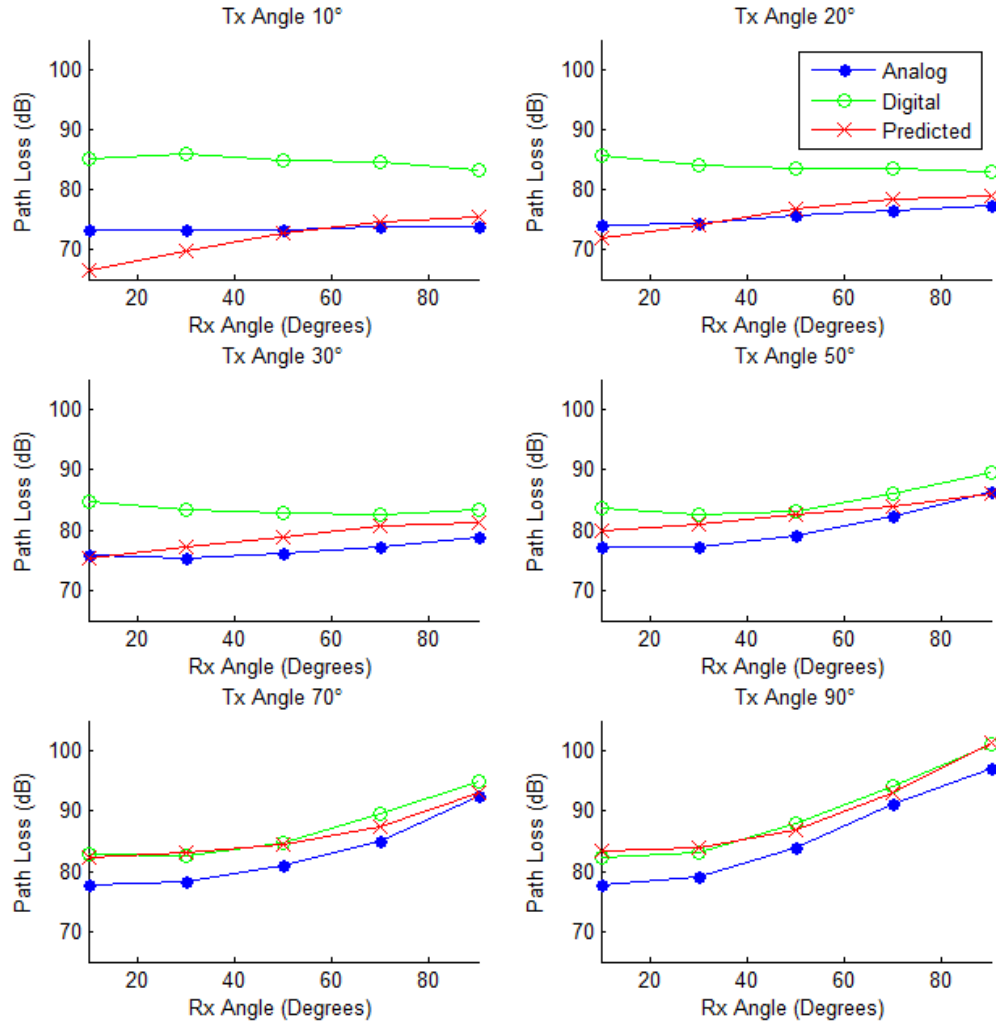 Tx Angle 10°
Path Loss (dB)
100
90
80
70
20 40 60 80
Rx Angle (Degrees)
Tx Angle 20°
Path Loss (dB)
100
90
80
70
20 40 60 80
Rx Angle (Degrees)
Analog
Digital
Predicted
Tx Angle 30°
Path Loss (dB)
100
90
80
70
20 40 60 80
Rx Angle (Degrees)
Tx Angle 50°
Path Loss (dB)
100
90
80
70
20 40 60 80
Rx Angle (Degrees)
Tx Angle 70°
Path Loss (dB)
100
90
80
70
20 40 60 80
Rx Angle (Degrees)
Tx Angle 90°
Path Loss (dB)
100
90
80
70
20 40 60 80
Rx Angle (Degrees)